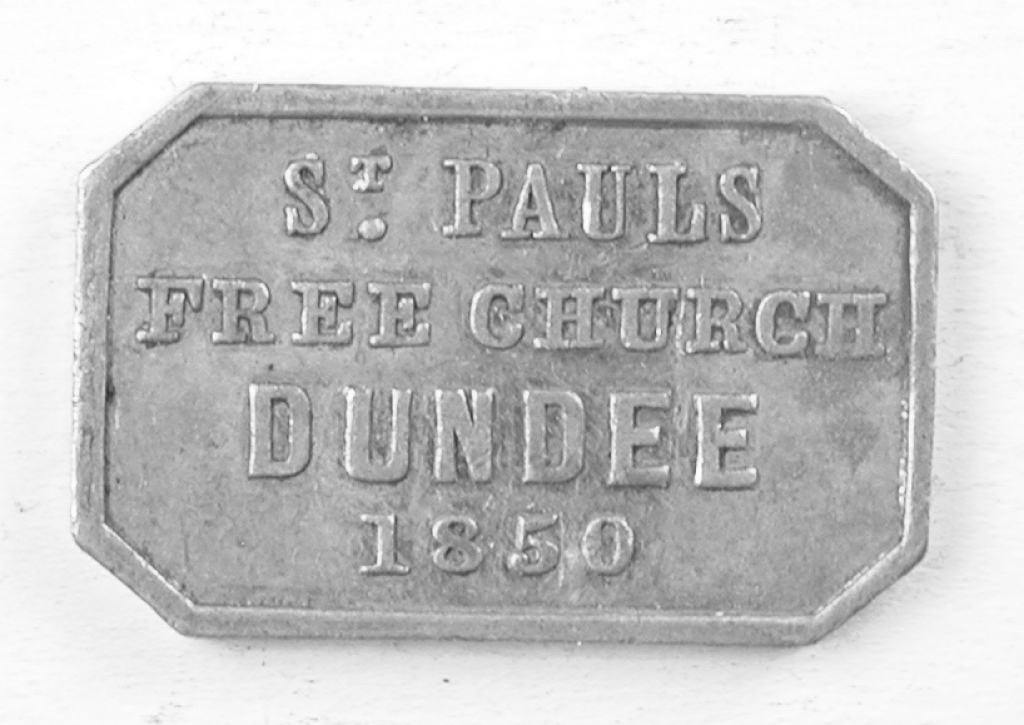 ST. PAULS
FREE CHURCH
DUNDEE
1850